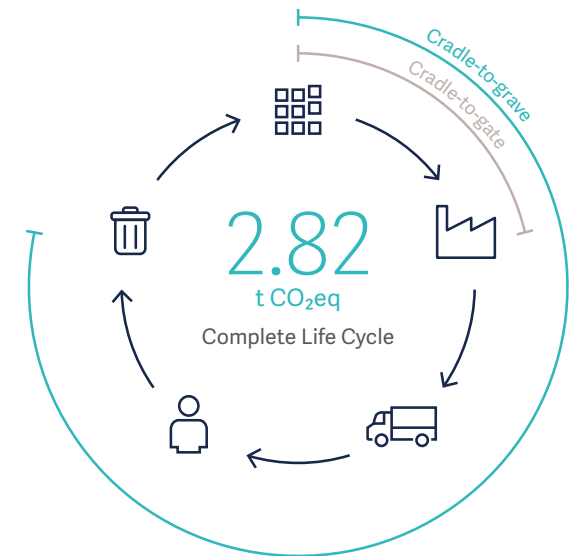 Cradle-to-grave
Cradle-to-gate
2.82
t CO₂eq
Complete Life Cycle